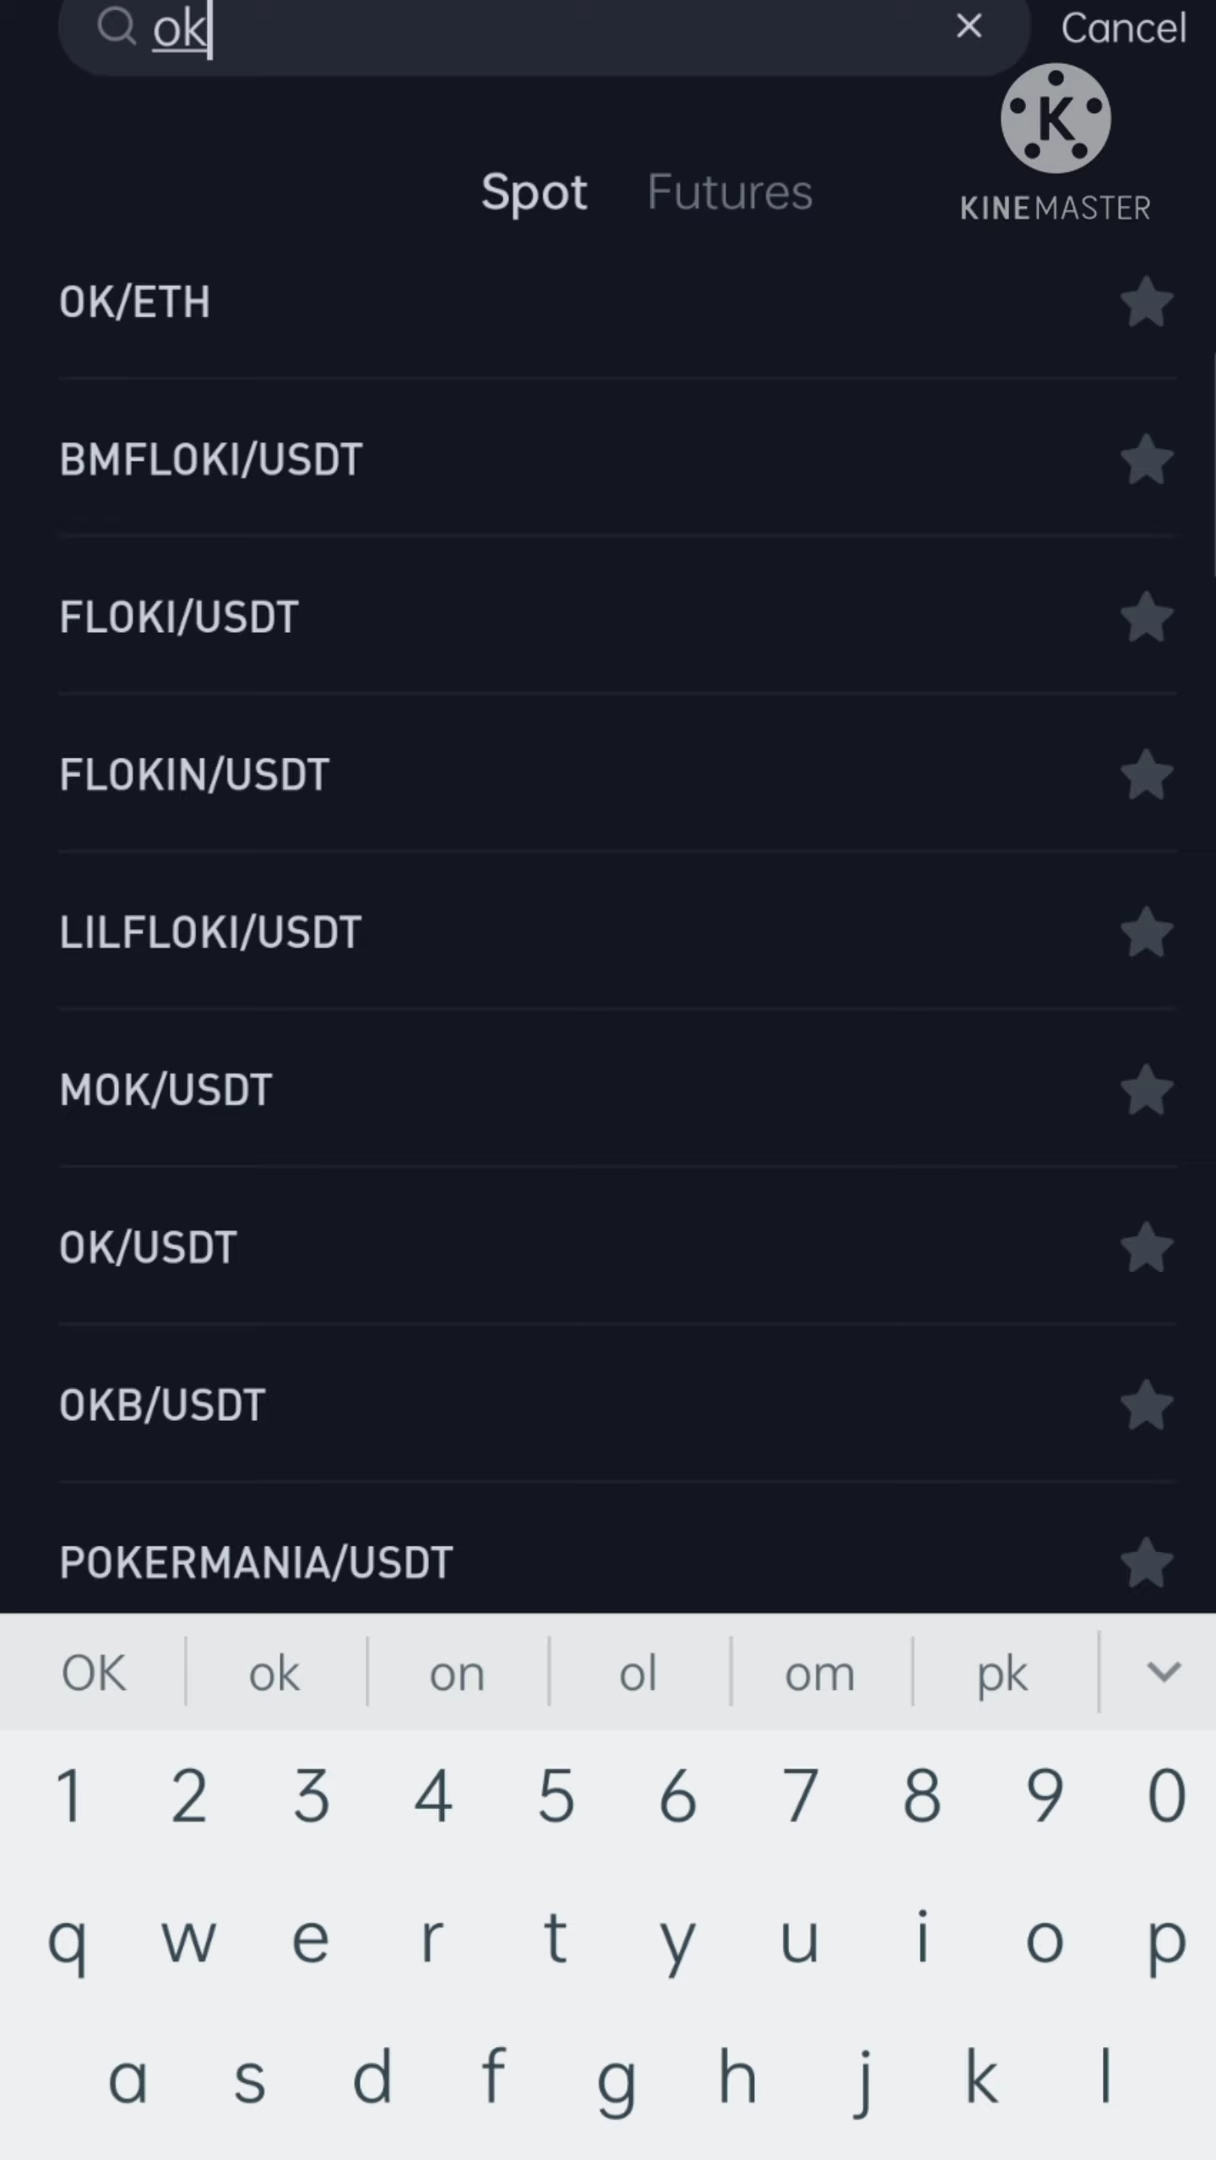 ok
Cancel
K
KINEMASTER
Spot Futures
OK/ETH
BMFLOKI/USDT
FLOKI/USDT
FLOKIN/USDT
LILFLOKI/USDT
MOK/USDT
OK/USDT
OKB/USDT
POKERMANIA/USDT
OK ok on ol om pk
1 2 3 4 5 6 7 8 9 0
q w e r t y u i o p
a s d f g h j k l